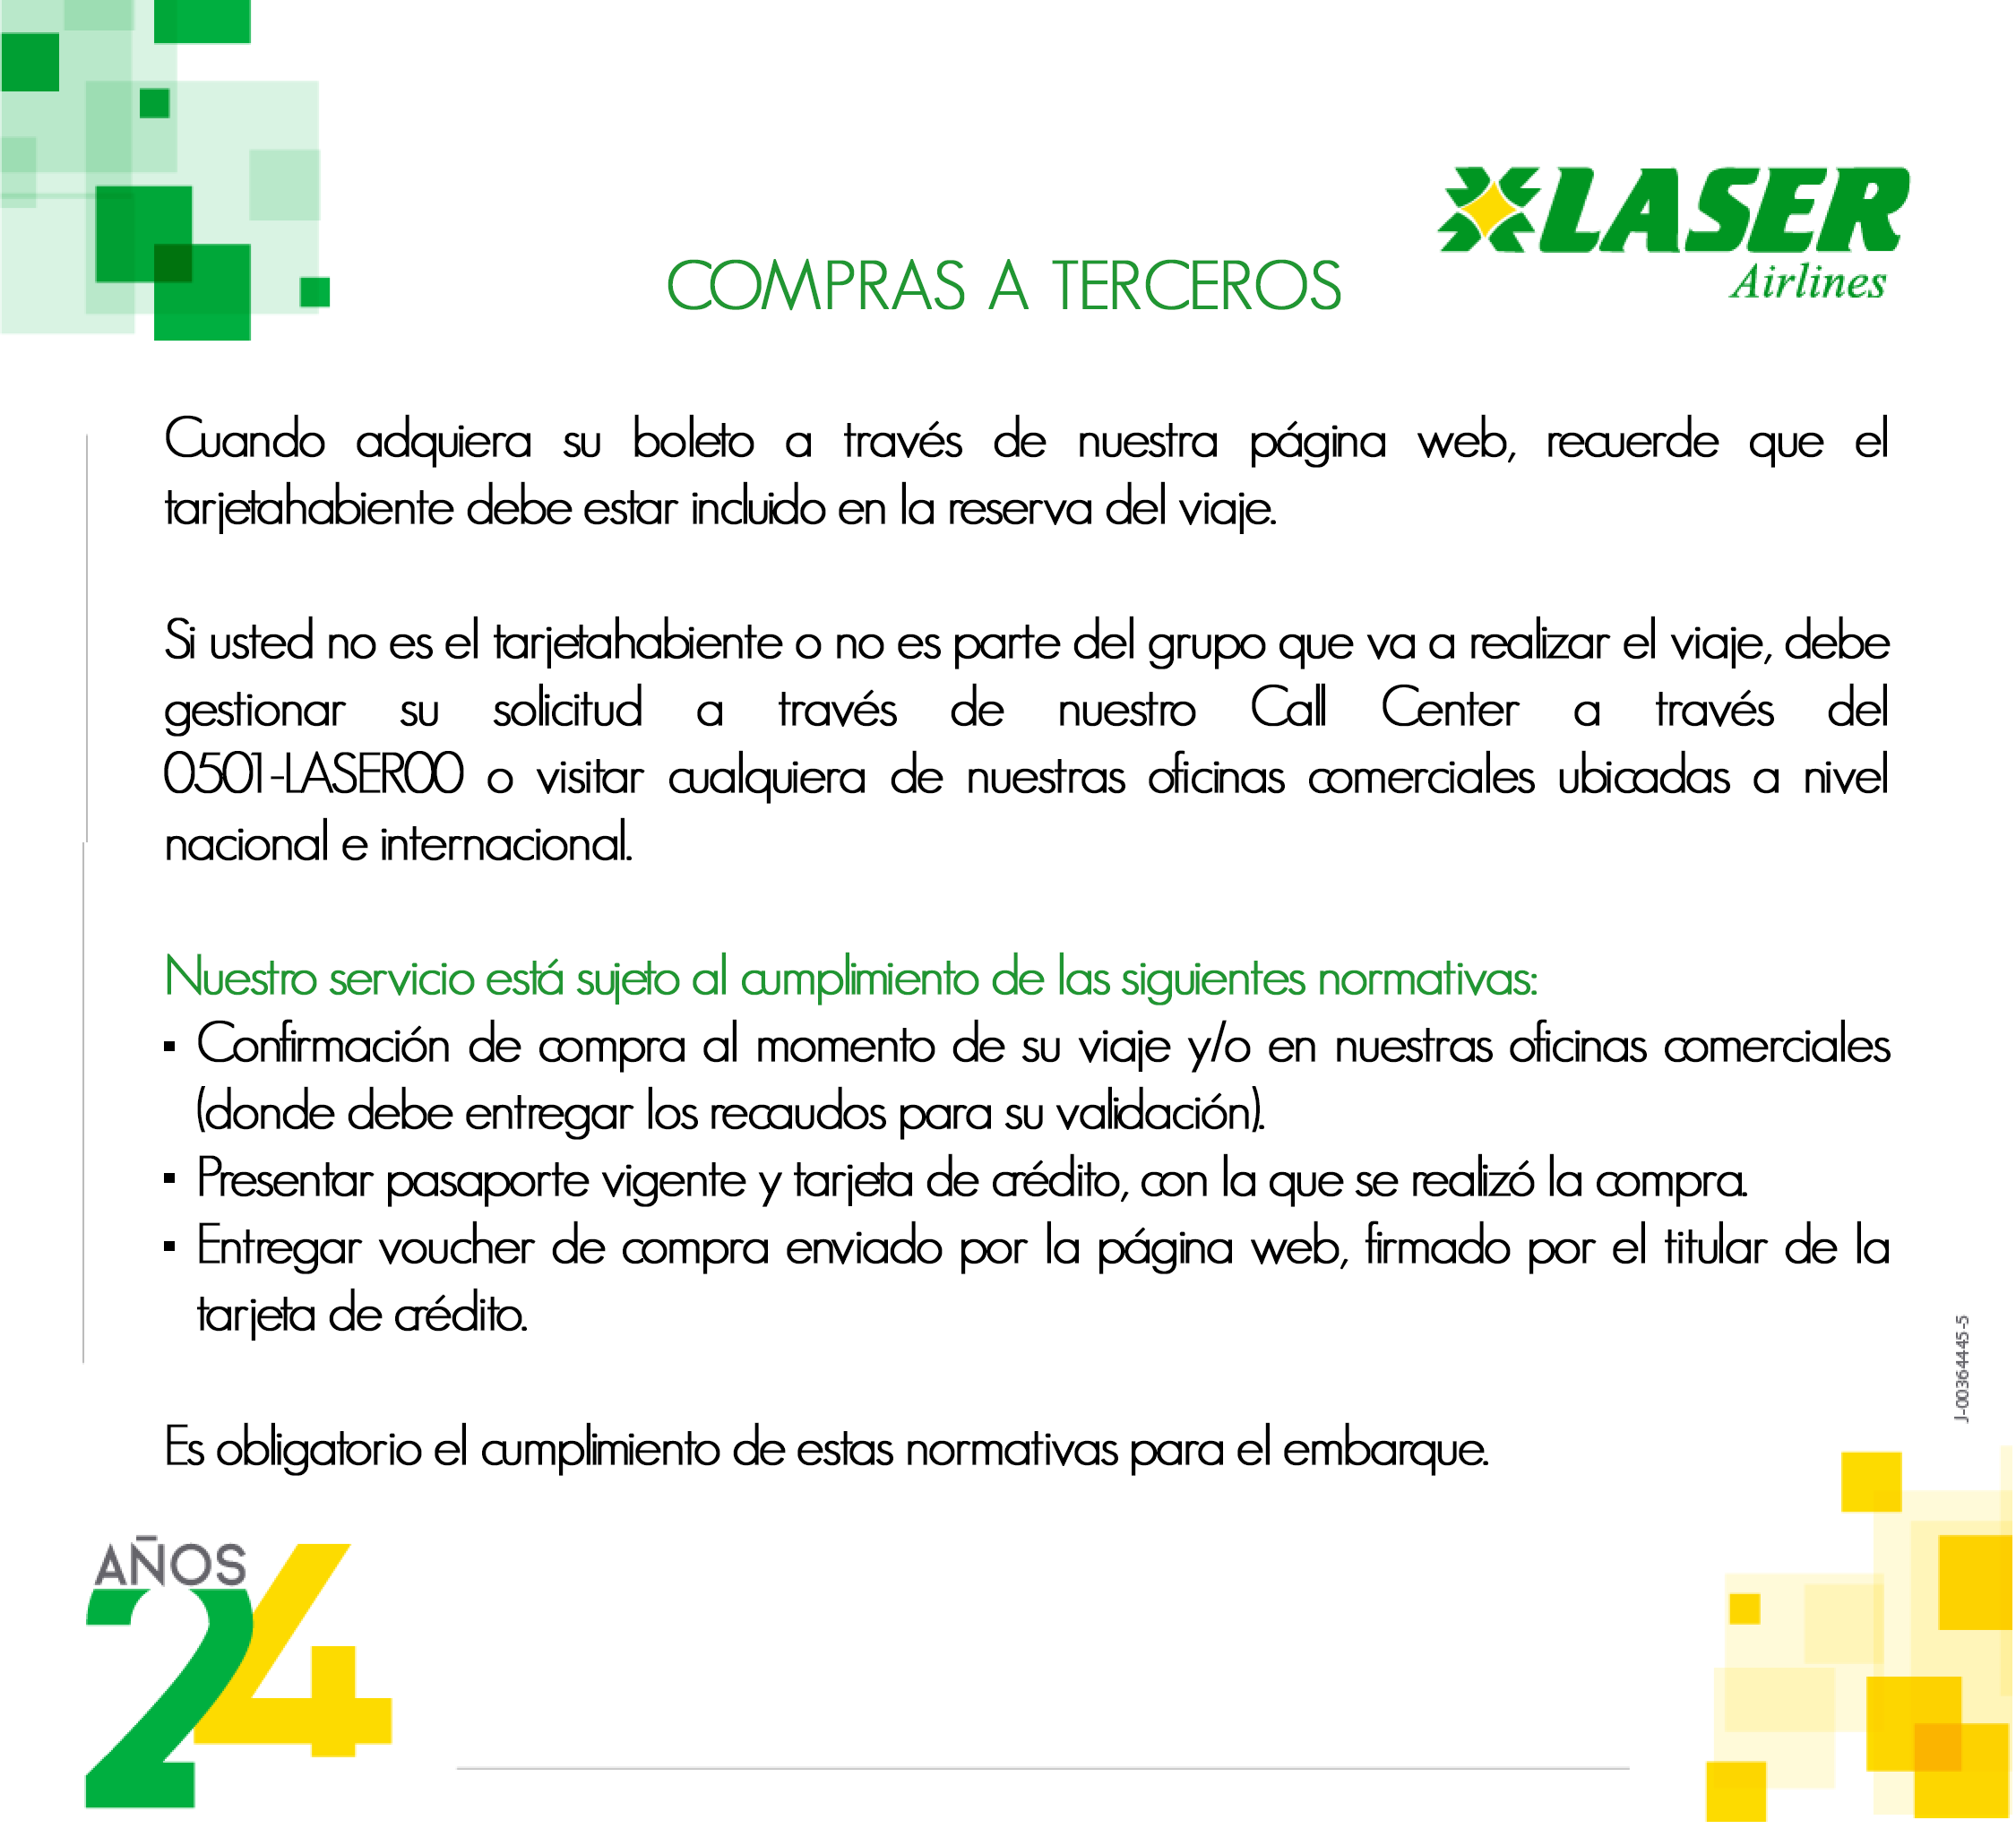 LASER
Airlines
COMPRAS A TERCEROS
Cuando adquiera su boleto a través de nuestra página web, recuerde que el
tarjetahabiente debe estar incluido en la reserva del viaje.
Si usted no es el tarjetahabiente o no es parte del grupo que va a realizar el viaje, debe
gestionar su solicitud a través de nuestro Call Center a través del
0501-LASER00 o visitar cualquiera de nuestras oficinas comerciales ubicadas a nivel
nacional e internacional.
Nuestro servicio está sujeto al cumplimiento de las siguientes normativas:
▪ Confirmación de compra al momento de su viaje y/o en nuestras oficinas comerciales
(donde debe entregar los recaudos para su validación).
▪ Presentar pasaporte vigente y tarjeta de crédito, con la que se realizó la compra.
▪ Entregar voucher de compra enviado por la página web, firmado por el titular de la
tarjeta de crédito.
Es obligatorio el cumplimiento de estas normativas para el embarque.
J-00364445-5
AÑOS
24